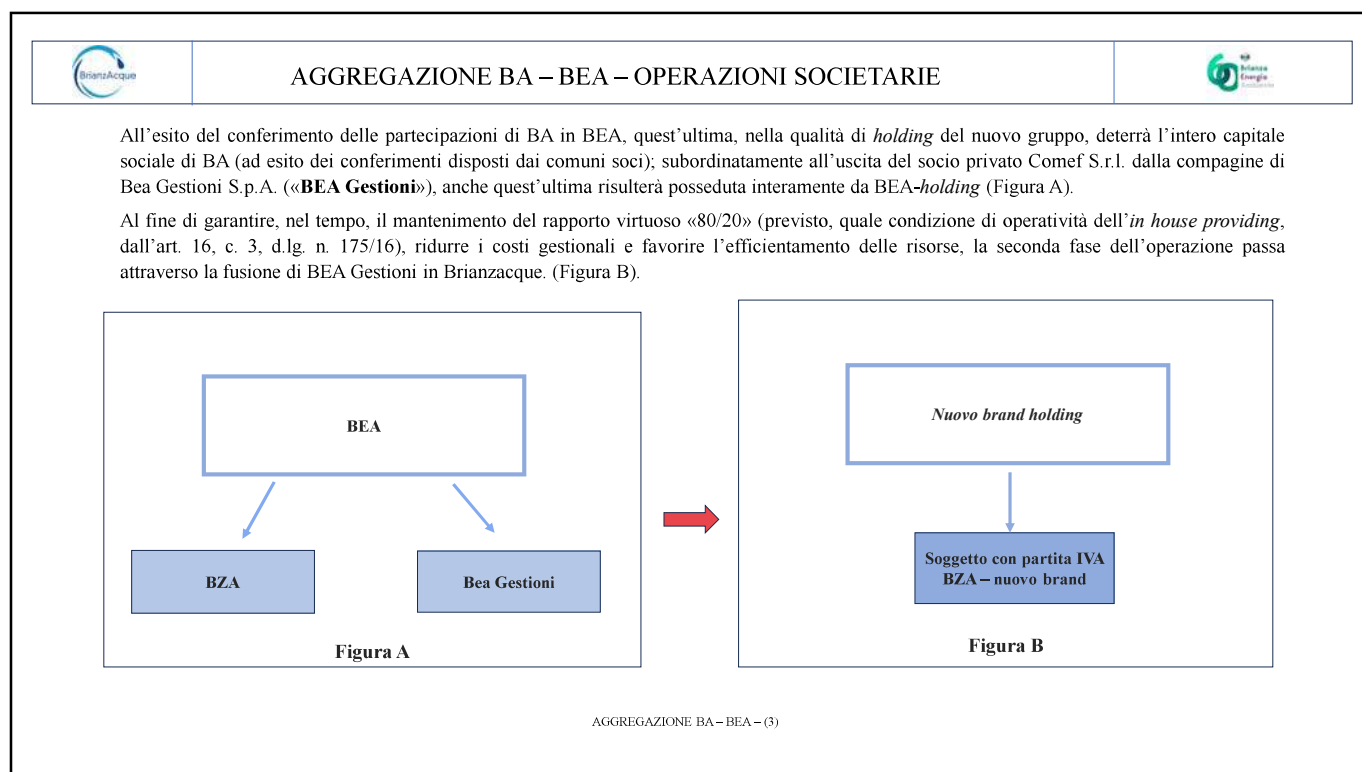 BrianzAcque
AGGREGAZIONE BA – BEA – OPERAZIONI SOCIETARIE
60
Brianza
Energia
All’esito del conferimento delle partecipazioni di BA in BEA, quest’ultima, nella qualità di holding del nuovo gruppo, deterrà l’intero capitale
sociale di BA (ad esito dei conferimenti disposti dai comuni soci); subordinatamente all’uscita del socio privato Comef S.r.l. dalla compagine di
Bea Gestioni S.p.A. («BEA Gestioni»), anche quest’ultima risulterà posseduta interamente da BEA-holding (Figura A).
Al fine di garantire, nel tempo, il mantenimento del rapporto virtuoso «80/20» (previsto, quale condizione di operatività dell’in house providing,
dall’art. 16, c. 3, d.lg. n. 175/16), ridurre i costi gestionali e favorire l’efficientamento delle risorse, la seconda fase dell’operazione passa
attraverso la fusione di BEA Gestioni in Brianzacque. (Figura B).
BEA
BZA
Bea Gestioni
Figura A
Nuovo brand holding
Soggetto con partita IVA
BZA – nuovo brand
Figura B
AGGREGAZIONE BA – BEA – (3)